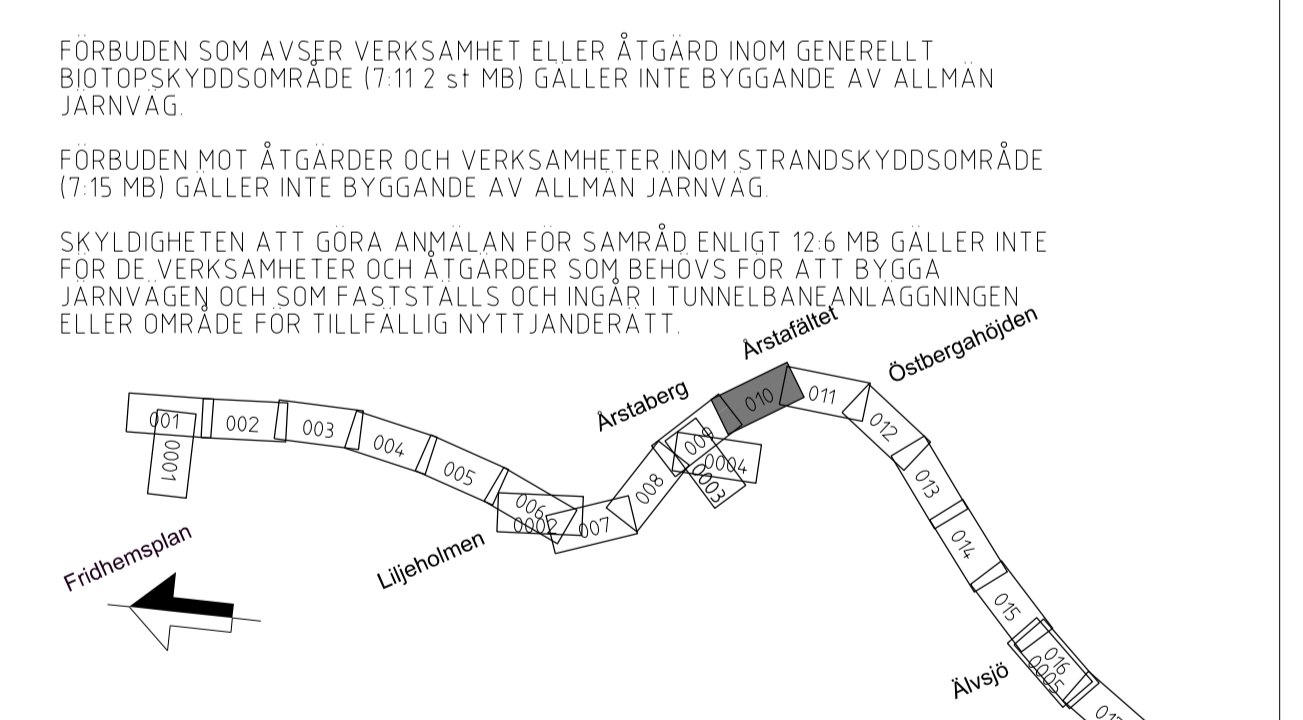 FÖRBUDEN SOM AVSER VERKSAMHET ELLER ÅTGÄRD INOM GENERELLT
BIOTOPSKYDDSOMRÅDE (7:11 2 st MB) GÄLLER INTE BYGGANDE AV ALLMÄN
JÄRNVÄG.
FÖRBUDEN MOT ÅTGÄRDER OCH VERKSAMHETER INOM STRANDSKYDDSOMRÅDE
(7:15 MB) GÄLLER INTE BYGGANDE AV ALLMÄN JÄRNVÄG.
SKYLDIGHETEN ATT GÖRA ANMÄLAN FÖR SAMRÅD ENLIGT 12:6 MB GÄLLER INTE
FÖR DE VERKSAMHETER OCH ÅTGÄRDER SOM BEHÖVS FÖR ATT BYGGA
JÄRNVÄGEN OCH SOM FASTSTÄLLS OCH INGÅR I TUNNELBANEANLÄGGNINGEN
ELLER OMRÅDE FÖR TILLFÄLLIG NYTTJANDERÄTT.
Årstafältet
Östbergahöjden
Årstaberg
001
0001
002
003
004
005
006
0002
007
008
009
0004
0003
010
011
012
013
014
015
016
0005
Fridhemsplan
Liljeholmen
Älvsjö